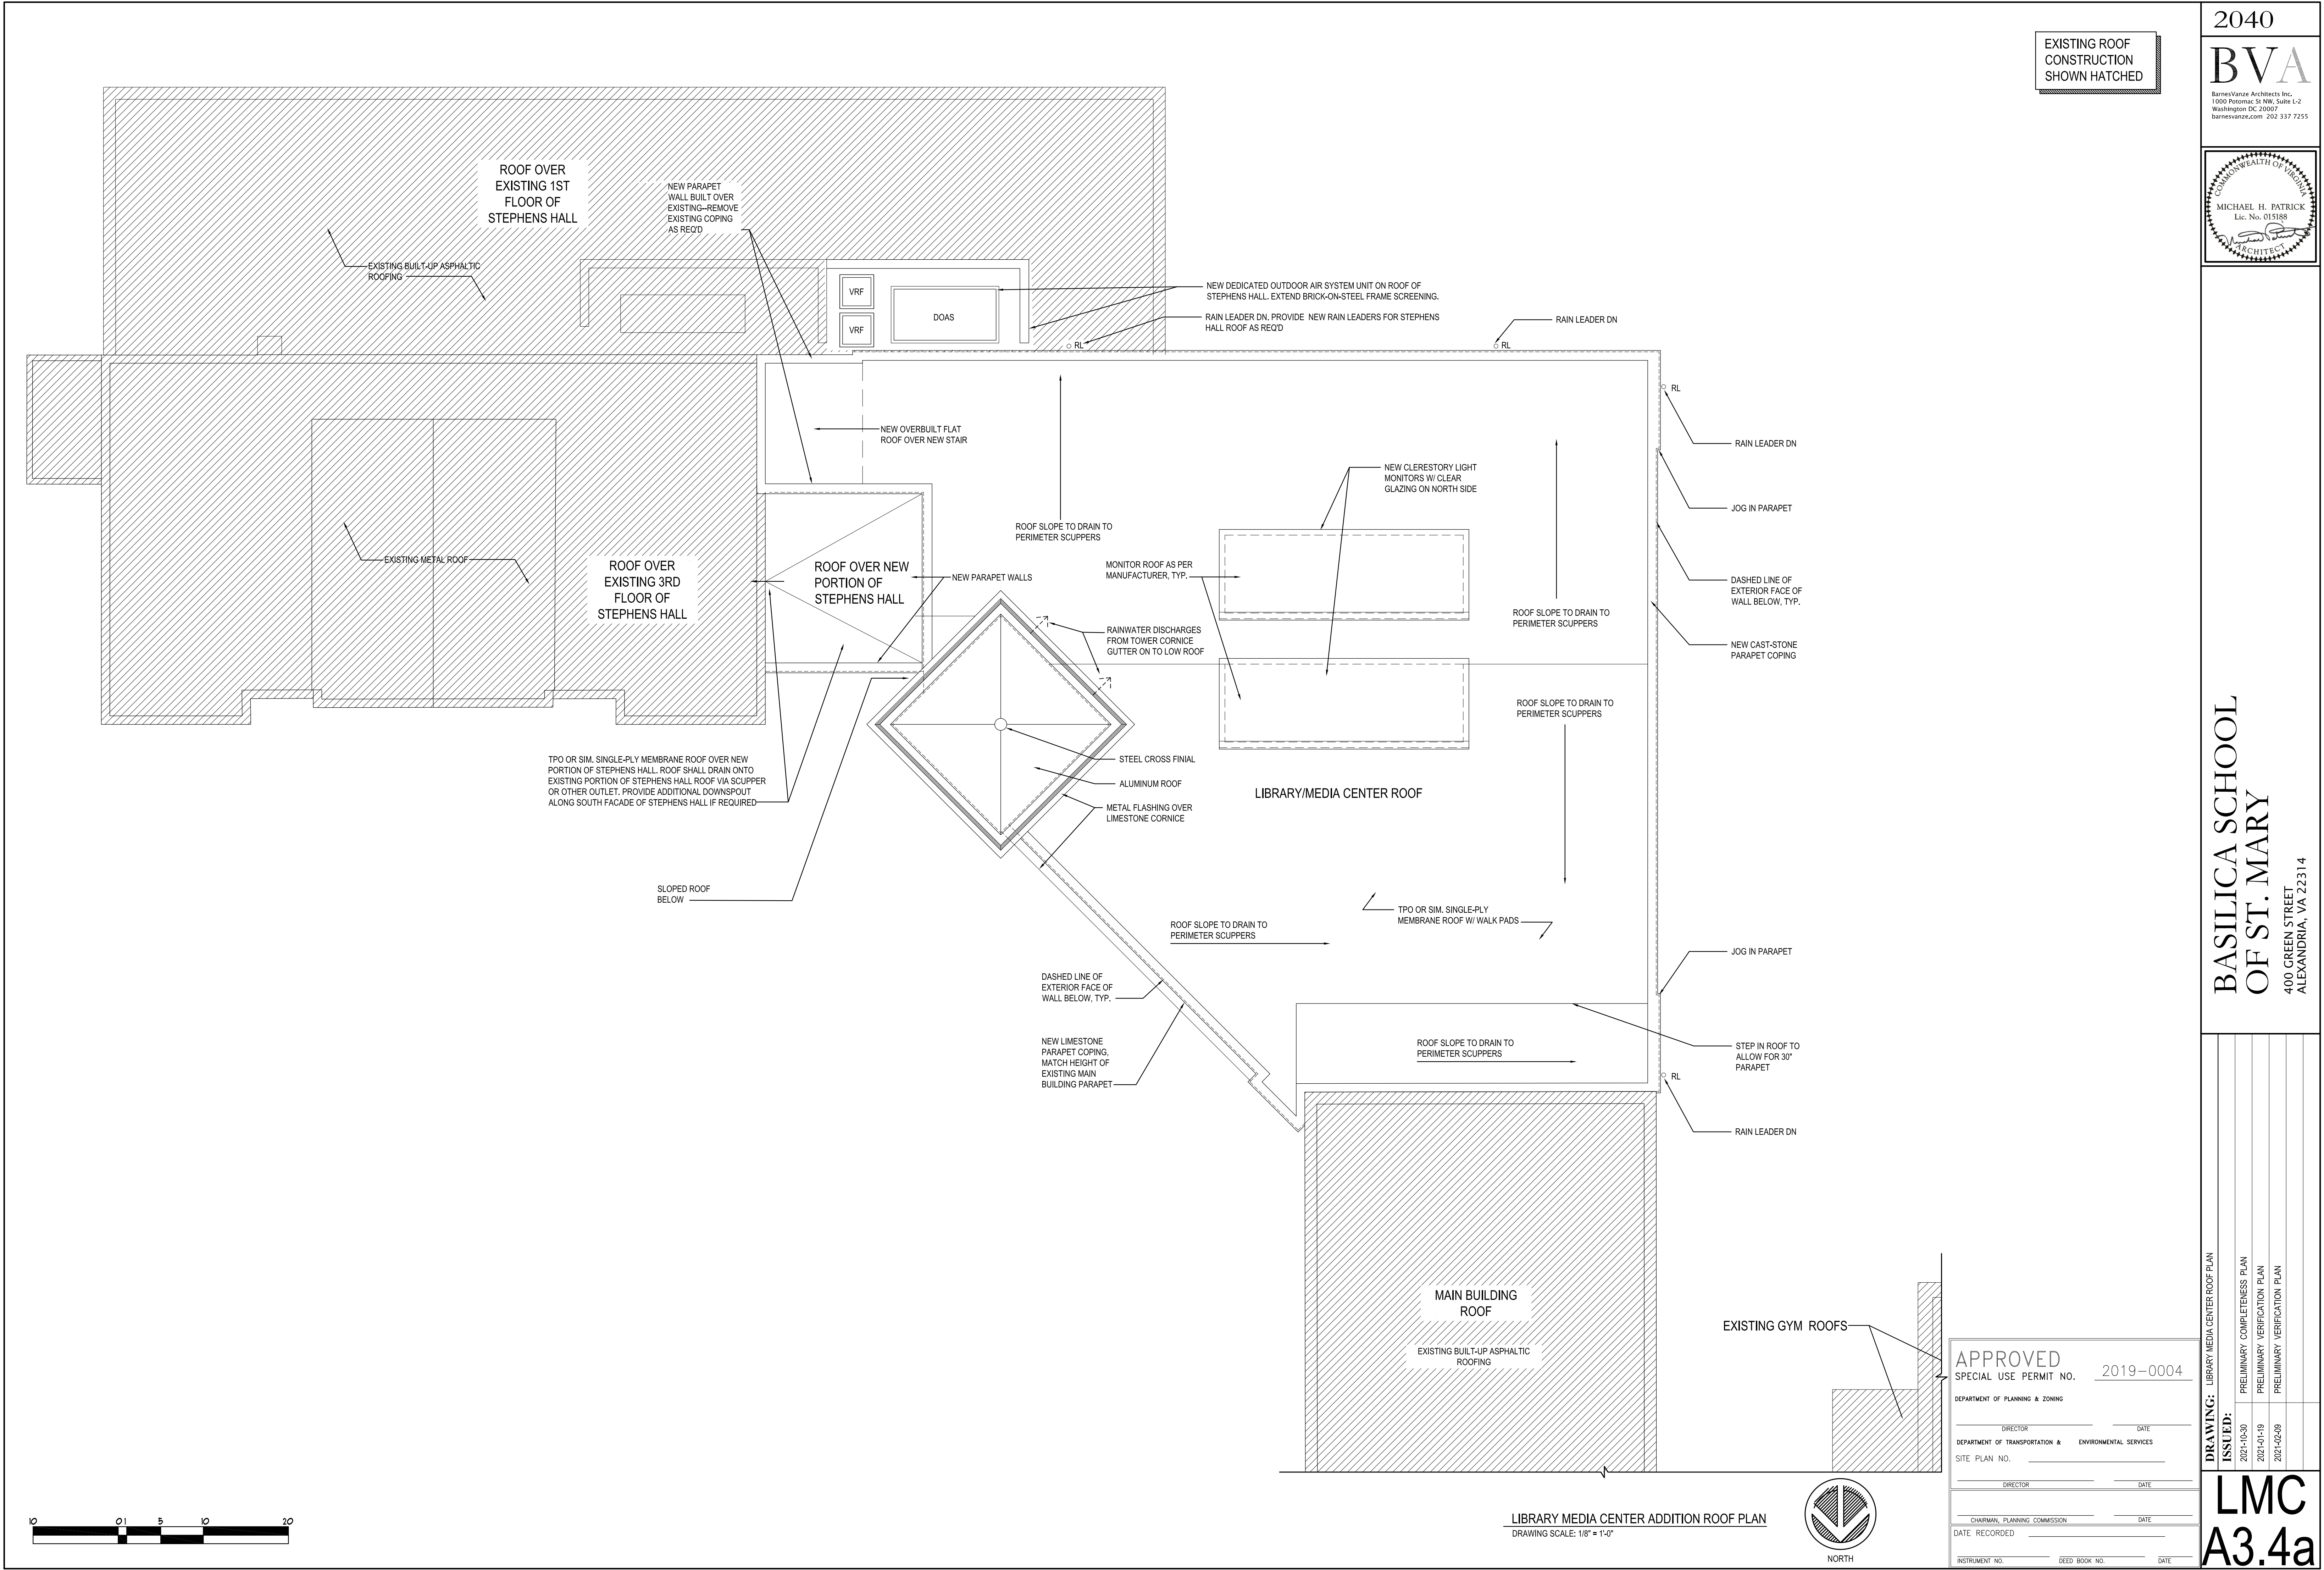 EXISTING ROOF
CONSTRUCTION
SHOWN HATCHED
ROOF OVER
EXISTING 1ST
FLOOR OF
STEPHENS HALL
NEW PARAPET
WALL BUILT OVER
EXISTING--REMOVE
EXISTING COPING
AS REQ'D
EXISTING BUILT-UP ASPHALTIC
ROOFING
VRF
VRF
DOAS
NEW DEDICATED OUTDOOR AIR SYSTEM UNIT ON ROOF OF
STEPHENS HALL. EXTEND BRICK-ON-STEEL FRAME SCREENING.
RAIN LEADER DN, PROVIDE NEW RAIN LEADERS FOR STEPHENS
HALL ROOF AS REQ'D
RL
RAIN LEADER DN
RL
RL
RAIN LEADER DN
NEW OVERBUILT FLAT
ROOF OVER NEW STAIR
NEW CLERESTORY LIGHT
MONITORS W/ CLEAR
GLAZING ON NORTH SIDE
JOG IN PARAPET
ROOF SLOPE TO DRAIN TO
PERIMETER SCUPPERS
EXISTING METAL ROOF
ROOF OVER
EXISTING 3RD
FLOOR OF
STEPHENS HALL
ROOF OVER NEW
PORTION OF
STEPHENS HALL
NEW PARAPET WALLS
MONITOR ROOF AS PER
MANUFACTURER, TYP.
DASHED LINE OF
EXTERIOR FACE OF
WALL BELOW, TYP.
ROOF SLOPE TO DRAIN TO
PERIMETER SCUPPERS
RAINWATER DISCHARGES
FROM TOWER CORNICE
GUTTER ON TO LOW ROOF
NEW CAST-STONE
PARAPET COPING
ROOF SLOPE TO DRAIN TO
PERIMETER SCUPPERS
TPO OR SIM. SINGLE-PLY MEMBRANE ROOF OVER NEW
PORTION OF STEPHENS HALL. ROOF SHALL DRAIN ONTO
EXISTING PORTION OF STEPHENS HALL ROOF VIA SCUPPER
OR OTHER OUTLET. PROVIDE ADDITIONAL DOWNSPOUT
ALONG SOUTH FACADE OF STEPHENS HALL IF REQUIRED
STEEL CROSS FINIAL
ALUMINUM ROOF
METAL FLASHING OVER
LIMESTONE CORNICE
LIBRARY/MEDIA CENTER ROOF
SLOPED ROOF
BELOW
TPO OR SIM. SINGLE-PLY
MEMBRANE ROOF W/ WALK PADS
ROOF SLOPE TO DRAIN TO
PERIMETER SCUPPERS
JOG IN PARAPET
DASHED LINE OF
EXTERIOR FACE OF
WALL BELOW, TYP.
NEW LIMESTONE
PARAPET COPING,
MATCH HEIGHT OF
EXISTING MAIN
BUILDING PARAPET
ROOF SLOPE TO DRAIN TO
PERIMETER SCUPPERS
STEP IN ROOF TO
ALLOW FOR 30"
PARAPET
RL
RAIN LEADER DN
MAIN BUILDING
ROOF
EXISTING BUILT-UP ASPHALTIC
ROOFING
EXISTING GYM ROOFS
10 0 1 5 10 20
LIBRARY MEDIA CENTER ADDITION ROOF PLAN
DRAWING SCALE: 1/8" = 1'-0"
NORTH
APPROVED
SPECIAL USE PERMIT NO. 2019-0004
DEPARTMENT OF PLANNING & ZONING
DIRECTOR DATE
DEPARTMENT OF TRANSPORTATION & ENVIRONMENTAL SERVICES
SITE PLAN NO.
DIRECTOR DATE
CHAIRMAN, PLANNING COMMISSION DATE
DATE RECORDED
INSTRUMENT NO. DEED BOOK NO. DATE
2040
BVA
BarnesVanze Architects Inc.
1000 Potomac St NW, Suite L-2
Washington DC 20007
barnesvanze.com 202 337 7255
COMMONWEALTH OF VIRGINIA
MICHAEL H. PATRICK
Lic. No. 015188
ARCHITECT
BASILICA SCHOOL
OF ST. MARY
400 GREEN STREET
ALEXANDRIA, VA 22314
DRAWING: LIBRARY MEDIA CENTER ROOF PLAN
ISSUED:
2021-10-30 PRELIMINARY COMPLETENESS PLAN
2021-01-19 PRELIMINARY VERIFICATION PLAN
2021-02-09 PRELIMINARY VERIFICATION PLAN
LMC
A3.4a